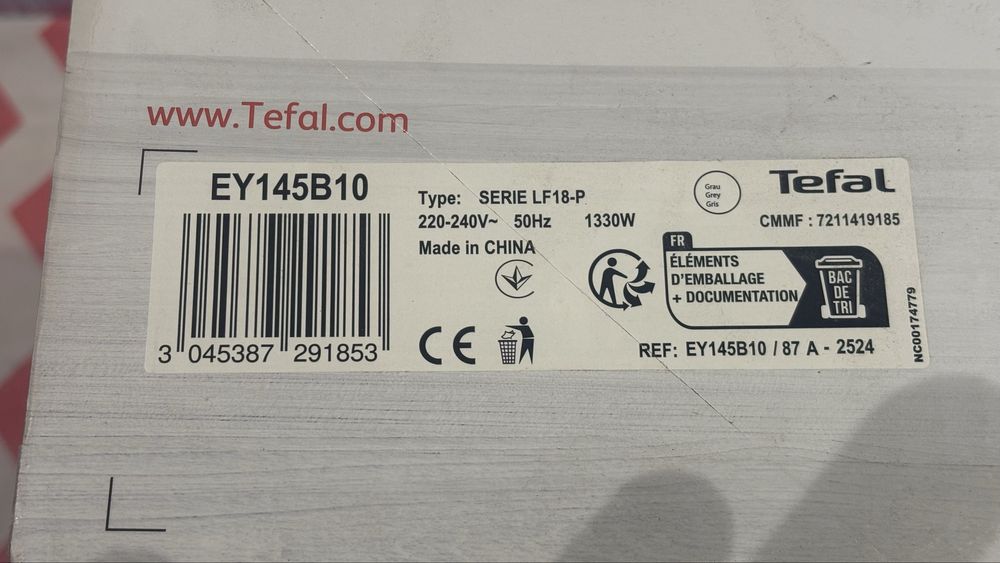 www.Tefal.com
EY145B10
3 045387 291853
Type: SERIE LF18-P
220-240V~ 50Hz 1330W
Made in CHINA
CE
Grau
Grey
Gris
Tefal
CMMF : 7211419185
FR
ÉLÉMENTS
D'EMBALLAGE
+ DOCUMENTATION
BAC
DE
TRI
REF: EY145B10 / 87 A - 2524
NC00174779